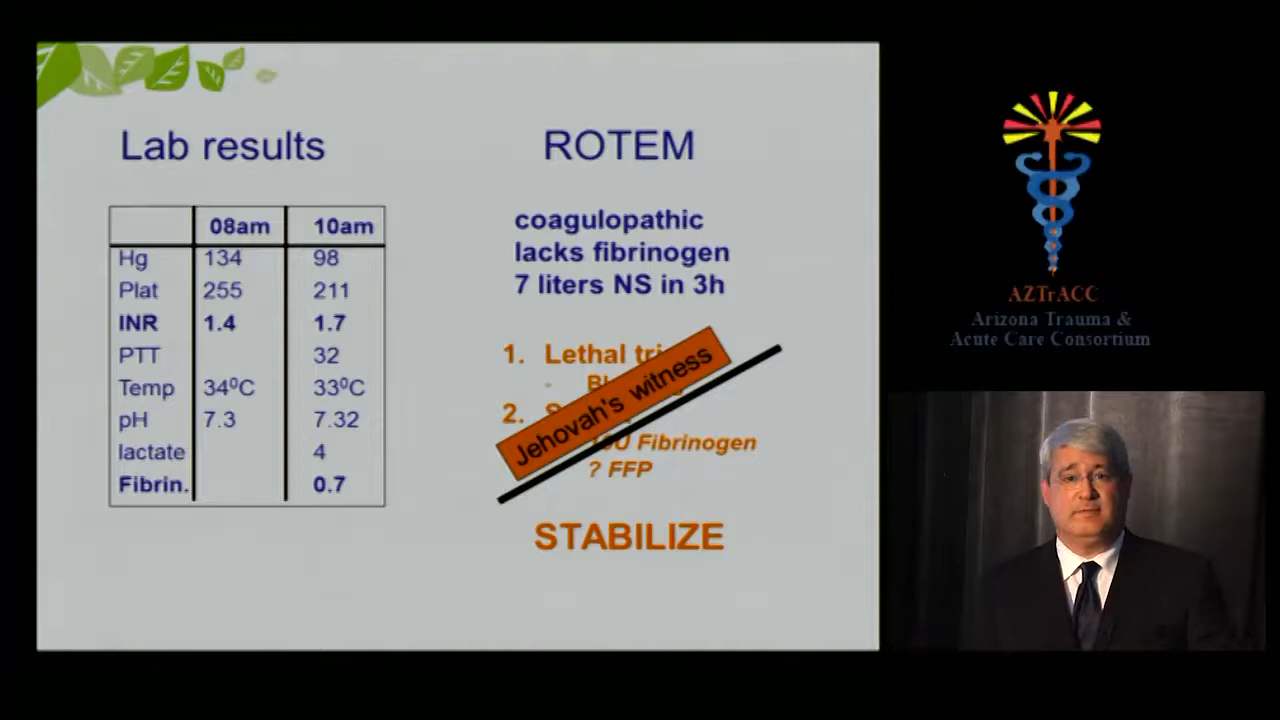 Lab results
08am 10am
Hg 134 98
Plat 255 211
INR 1.4 1.7
PTT 32
Temp 34⁰C 33⁰C
pH 7.3 7.32
lactate 4
Fibrin. 0.7
ROTEM
coagulopathic
lacks fibrinogen
7 liters NS in 3h
1. Lethal
Jehovah's witness
2.
Fibrinogen
? FFP
STABILIZE
AZTrACC
Arizona Trauma &
Acute Care Consortium